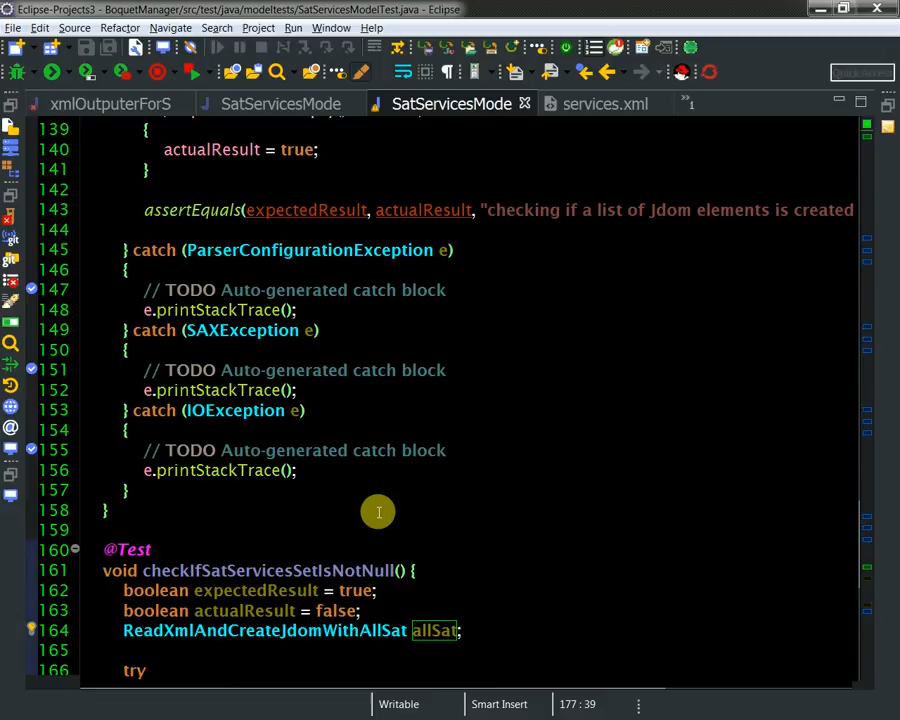 Eclipse-Projects3 - BoquetManager/src/test/java/modeltests/SatServicesModelTest.java - Eclipse
File Edit Source Refactor Navigate Search Project Run Window Help
Quick Access
xmlOutputerForS SatServicesMode SatServicesMode services.xml »1
139 {
140 actualResult = true;
141 }
142
143 assertEquals(expectedResult, actualResult, "checking if a list of Jdom elements is created
144
145 } catch (ParserConfigurationException e)
146 {
147 // TODO Auto-generated catch block
148 e.printStackTrace();
149 } catch (SAXException e)
150 {
151 // TODO Auto-generated catch block
152 e.printStackTrace();
153 } catch (IOException e)
154 {
155 // TODO Auto-generated catch block
156 e.printStackTrace();
157 }
158 }
159
160 @Test
161 void checkIfSatServicesSetIsNotNull() {
162 boolean expectedResult = true;
163 boolean actualResult = false;
164 ReadXmlAndCreateJdomWithAllSat allSat;
165
166 try
Writable Smart Insert 177 : 39